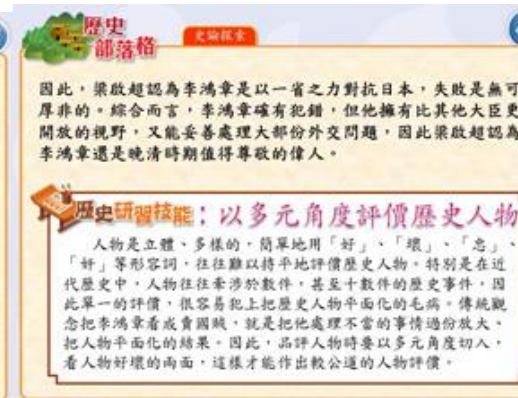 歷史
部落格
史論探索
因此，梁啟超認為李鴻章是以一省之力對抗日本，失敗是無可
厚非的。綜合而言，李鴻章確有犯錯，但他擁有比其他大臣更
開放的視野，又能妥善處理大部份外交問題，因此梁啟超認為
李鴻章還是晚清時期值得尊敬的偉人。
歷史研習技能：以多元角度評價歷史人物
人物是立體、多樣的，簡單地用「好」、「壞」、「忠」、
「奸」等形容詞，往往難以持平地評價歷史人物。特別是在近
代歷史中，人物往往牽涉於數件，甚至十數件的歷史事件，因
此單一的評價，很容易犯上把歷史人物平面化的毛病。傳統觀
念把李鴻章看成賣國賊，就是把他處理不當的事情過份放大、
把人物平面化的結果。因此，品評人物時要以多元角度切入，
看人物好壞的兩面，這樣才能作出較公道的人物評價。